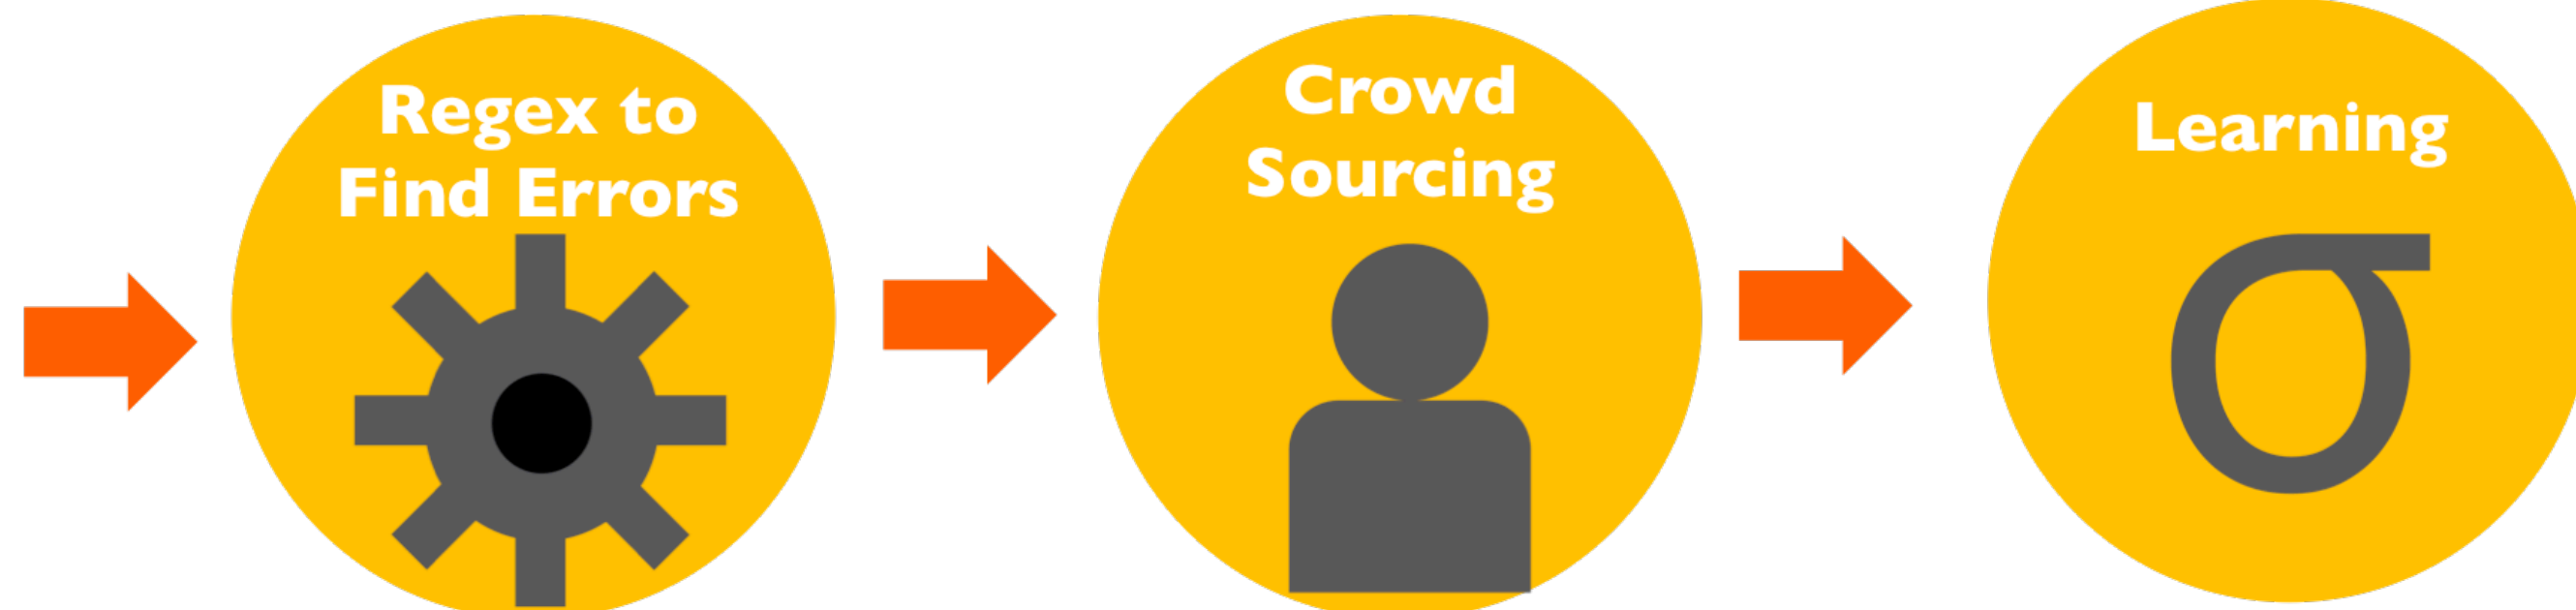 Regex to
Find Errors
Crowd
Sourcing
Learning
σ